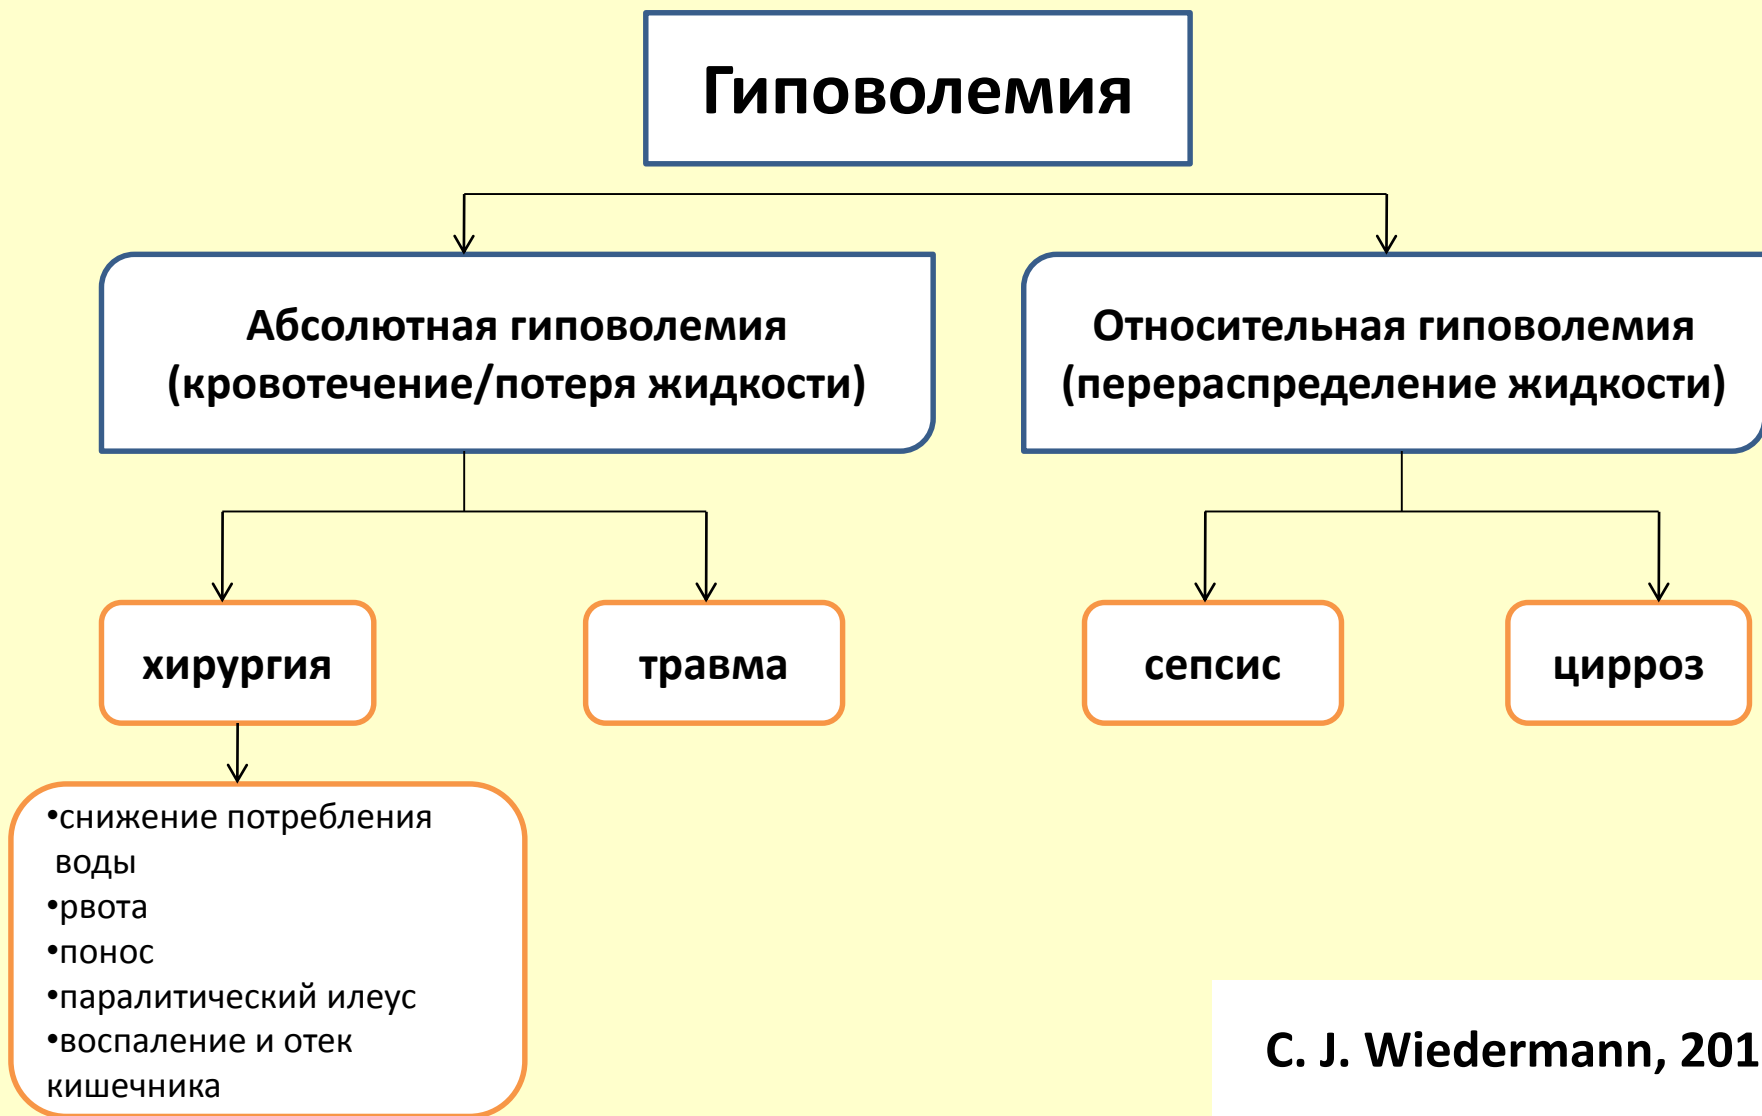 Гиповолемия
Абсолютная гиповолемия
(кровотечение/потеря жидкости)
Относительная гиповолемия
(перераспределение жидкости)
хирургия
травма
сепсис
цирроз
•снижение потребления
воды
•рвота
•понос
•паралитический илеус
•воспаление и отек
кишечника
C. J. Wiedermann, 201